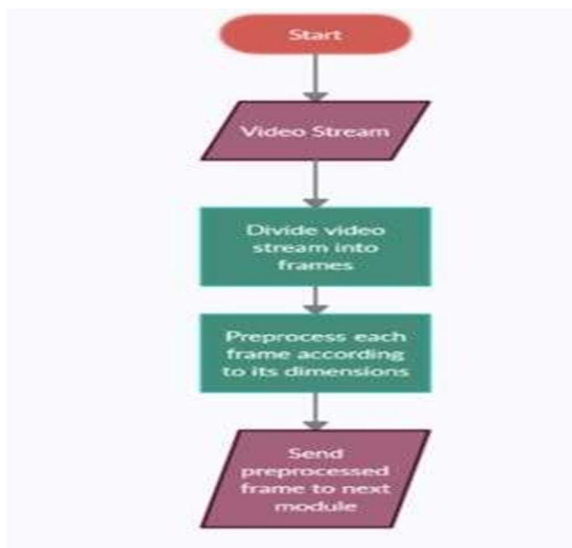 Start
Video Stream
Divide video
stream into
frames
Preprocess each
frame according
to its dimensions
Send
preprocessed
frame to next
module